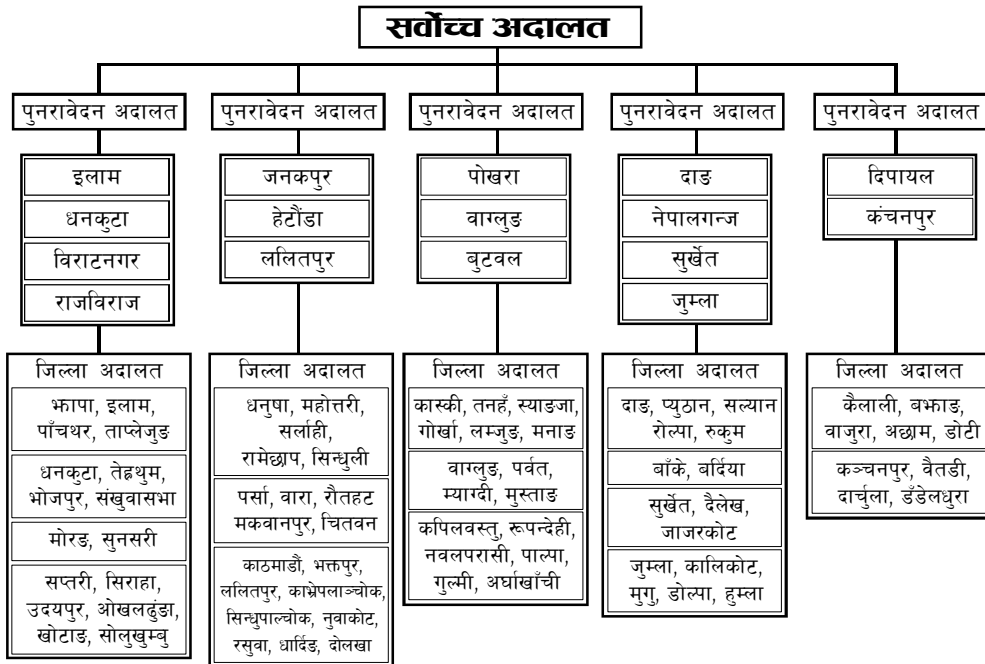 सर्वोच्च अदालत
पुनरावेदन अदालत
इलाम
धनकुटा
विराटनगर
राजविराज
जिल्ला अदालत
झापा, इलाम,
पाँचथर, ताप्लेजुङ
धनकुटा, तेह्रथुम,
भोजपुर, संखुवासभा
मोरङ, सुनसरी
सप्तरी, सिराहा,
उदयपुर, ओखलढुंङा,
खोटाङ, सोलुखुम्बु
पुनरावेदन अदालत
जनकपुर
हेटौंडा
ललितपुर
जिल्ला अदालत
धनुषा, महोत्तरी,
सर्लाही,
रामेछाप, सिन्धुली
पर्सा, वारा, रौतहट
मकवानपुर, चितवन
काठमाडौं, भक्तपुर,
ललितपुर, काभ्रेपलाञ्चोक,
सिन्धुपाल्चोक, नुवाकोट,
रसुवा, धार्दिङ, दोलखा
पुनरावेदन अदालत
पोखरा
वाग्लुङ
बुटवल
जिल्ला अदालत
कास्की, तनहँ, स्याङजा,
गोर्खा, लम्जुङ, मनाङ
वाग्लुङ, पर्वत,
म्याग्दी, मुस्ताङ
कपिलवस्तु, रूपन्देही,
नवलपरासी, पाल्पा,
गुल्मी, अर्घाखाँची
पुनरावेदन अदालत
दाङ
नेपालगन्ज
सुर्खेत
जुम्ला
जिल्ला अदालत
दाङ, प्युठान, सल्यान
रोल्पा, रुकुम
बाँके, बर्दिया
सुर्खेत, दैलेख,
जाजरकोट
जुम्ला, कालिकोट,
मुगु, डोल्पा, हुम्ला
पुनरावेदन अदालत
दिपायल
कंचनपुर
जिल्ला अदालत
कैलाली, बझाङ,
वाजुरा, अछाम, डोटी
कञ्चनपुर, वैतडी,
दार्चुला, डँडेलधुरा